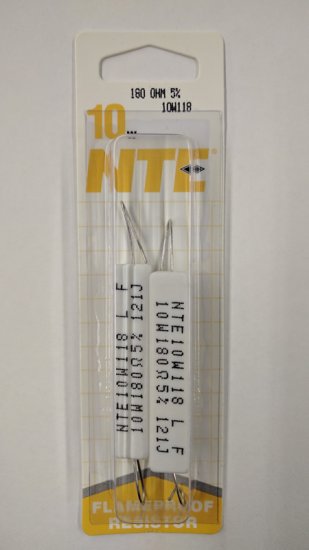 180 OHM 5%
10W118
10 W
NTE
NTE10W118 L F
10W180Ω5% 121J
NTE10W118 L F
10W180Ω5% 121J
FLAMEPROOF
RESISTOR